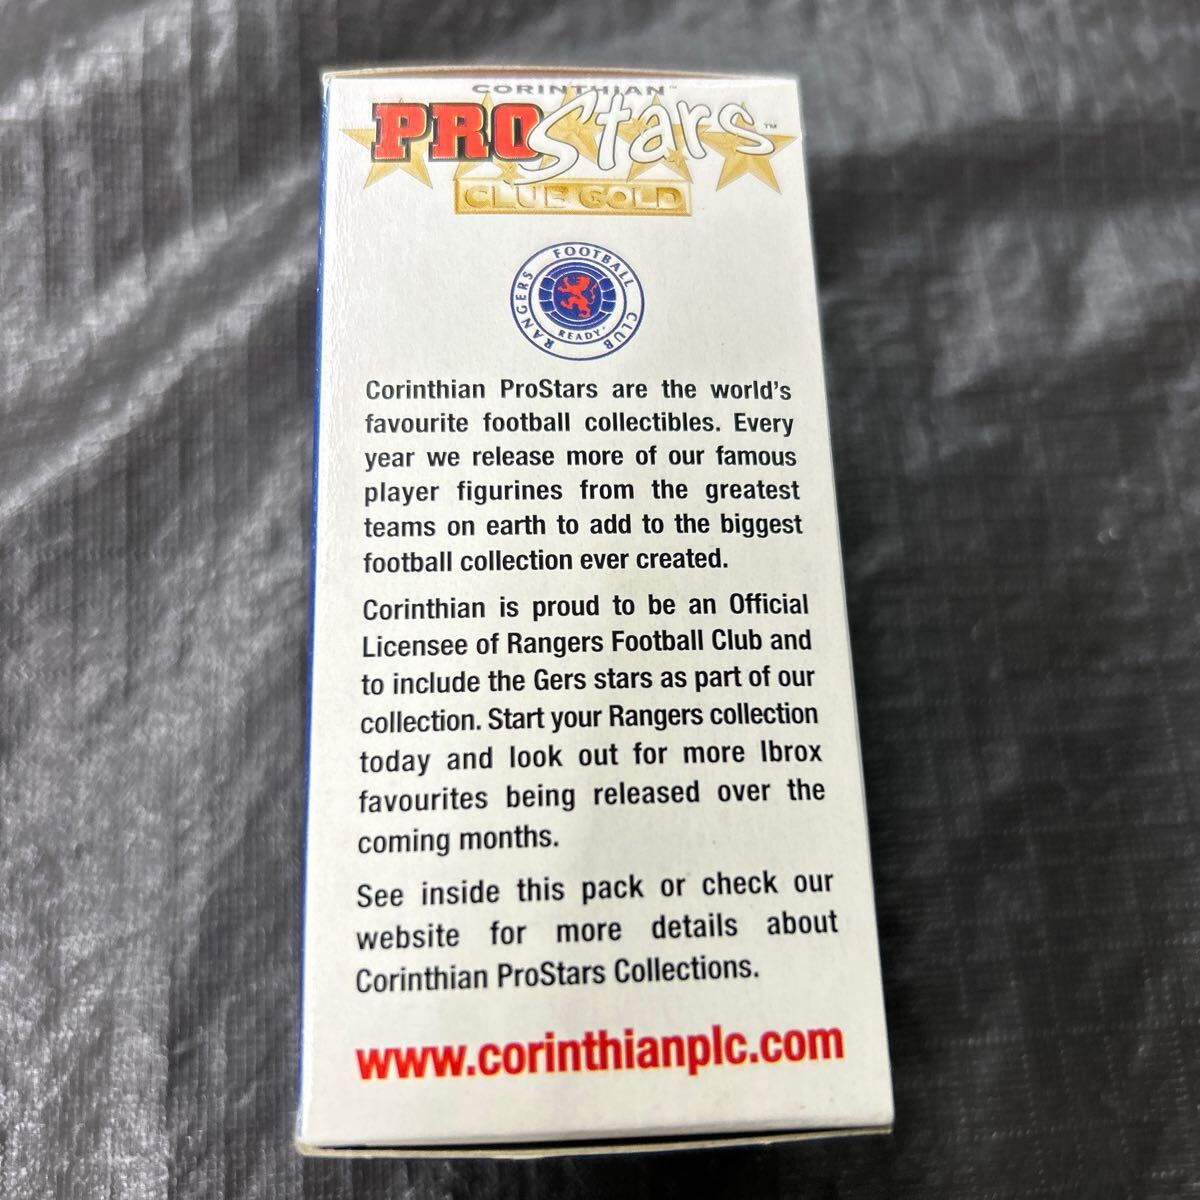 CORINTHIAN™
PROStars™
CLUB GOLD
RANGERS FOOTBALL CLUB
READY
Corinthian ProStars are the world's
favourite football collectibles. Every
year we release more of our famous
player figurines from the greatest
teams on earth to add to the biggest
football collection ever created.
Corinthian is proud to be an Official
Licensee of Rangers Football Club and
to include the Gers stars as part of our
collection. Start your Rangers collection
today and look out for more Ibrox
favourites being released over the
coming months.
See inside this pack or check our
website for more details about
Corinthian ProStars Collections.
www.corinthianplc.com